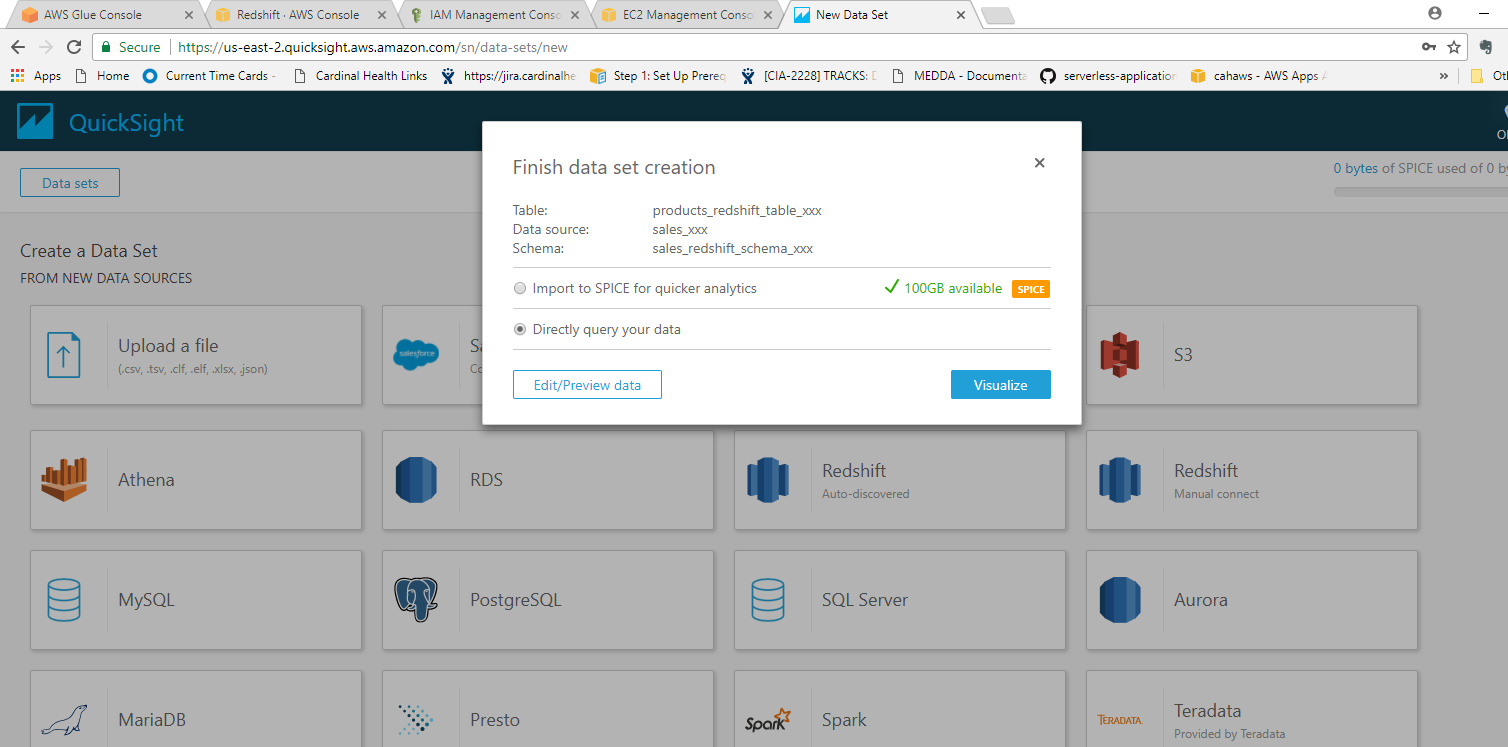 AWS Glue Console
Redshift · AWS Console
IAM Management Conso
EC2 Management Conso
New Data Set
Secure
https://us-east-2.quicksight.aws.amazon.com/sn/data-sets/new
Apps
Home
Current Time Cards -
Cardinal Health Links
https://jira.cardinalhe
Step 1: Set Up Prereq
[CIA-2228] TRACKS: D
MEDDA - Documenta
serverless-application
cahaws - AWS Apps A
»
Oth
QuickSight
Data sets
0 bytes of SPICE used of 0 by
Create a Data Set
FROM NEW DATA SOURCES
Finish data set creation
Table: products_redshift_table_xxx
Data source: sales_xxx
Schema: sales_redshift_schema_xxx
Import to SPICE for quicker analytics 100GB available SPICE
Directly query your data
Edit/Preview data
Visualize
Upload a file
(.csv, .tsv, .clf, .elf, .xlsx, .json)
salesforce
S3
Athena
RDS
Redshift
Auto-discovered
Redshift
Manual connect
MySQL
PostgreSQL
SQL Server
Aurora
MariaDB
Presto
Spark
Spark
TERADATA
Teradata
Provided by Teradata